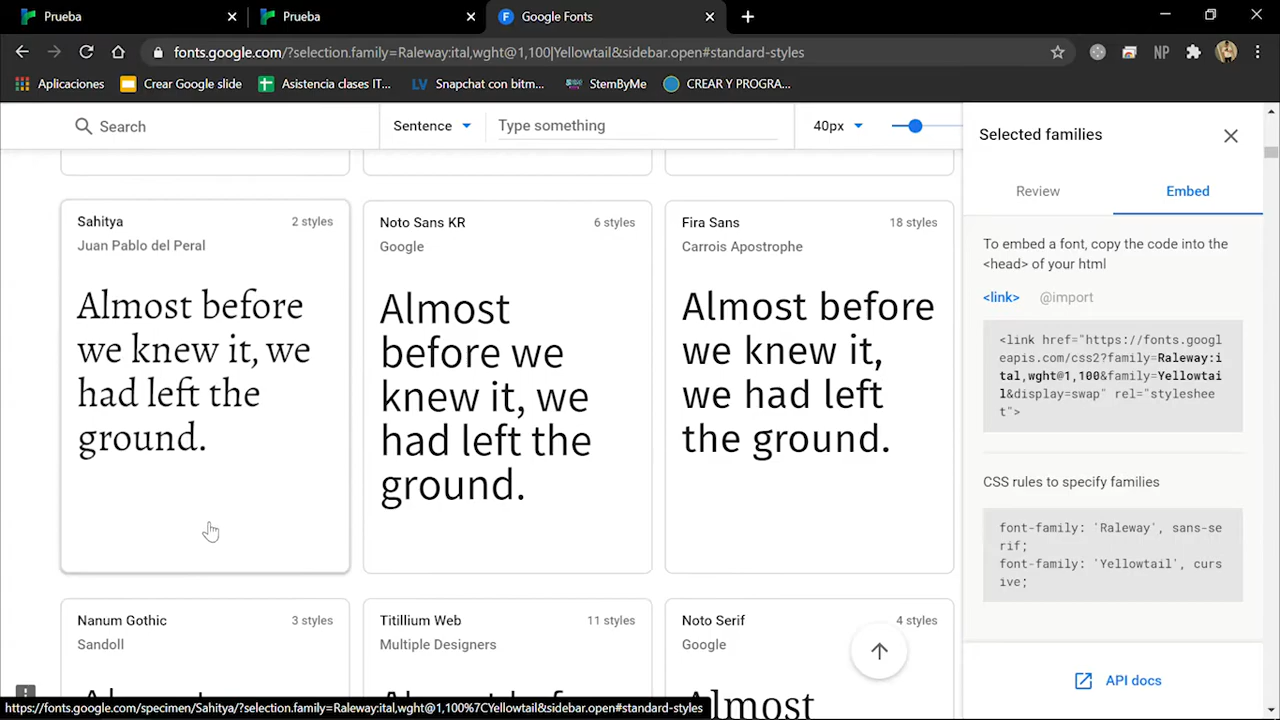 Prueba
Prueba
Google Fonts
fonts.google.com/?selection.family=Raleway:ital,wght@1,100|Yellowtail&sidebar.open#standard-styles
NP
Aplicaciones
Crear Google slide
Asistencia clases IT...
LV Snapchat con bitm...
StemByMe
CREAR Y PROGRA...
Search
Sentence
Type something
40px
Selected families
Review
Embed
Sahitya
2 styles
Juan Pablo del Peral
Almost before
we knew it, we
had left the
ground.
Noto Sans KR
6 styles
Google
Almost
before we
knew it, we
had left the
ground.
Fira Sans
18 styles
Carrois Apostrophe
Almost before
we knew it,
we had left
the ground.
To embed a font, copy the code into the
<head> of your html
<link>
@import
<link href="https://fonts.googl
eapis.com/css2?family=Raleway:i
tal,wght@1,100&family=Yellowtai
l&display=swap" rel="styleshee
t">
CSS rules to specify families
font-family: 'Raleway', sans-se
rif;
font-family: 'Yellowtail', curs
ive;
API docs
Nanum Gothic
3 styles
Sandoll
Titillium Web
11 styles
Multiple Designers
Noto Serif
4 styles
Google
Almost
https://fonts.google.com/specimen/Sahitya/?selection.family=Raleway:ital,wght@1,100%7CYellowtail&sidebar.open#standard-styles